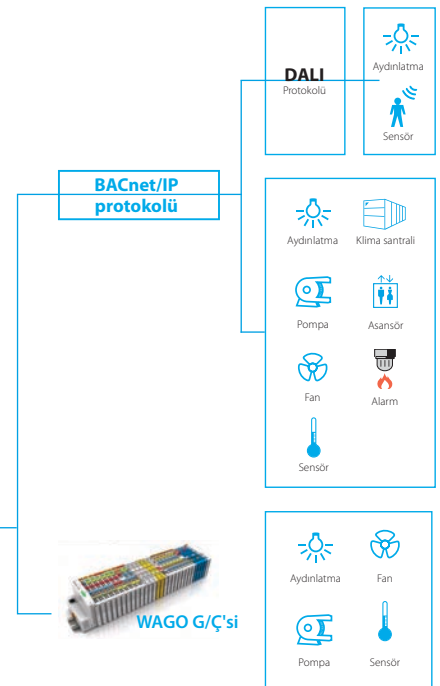 DALI
Protokolü
Aydınlatma
Sensör
BACnet/IP
protokolü
Aydınlatma
Klima santrali
Pompa
Asansör
Fan
Alarm
Sensör
WAGO G/Ç'si
Aydınlatma
Fan
Pompa
Sensör